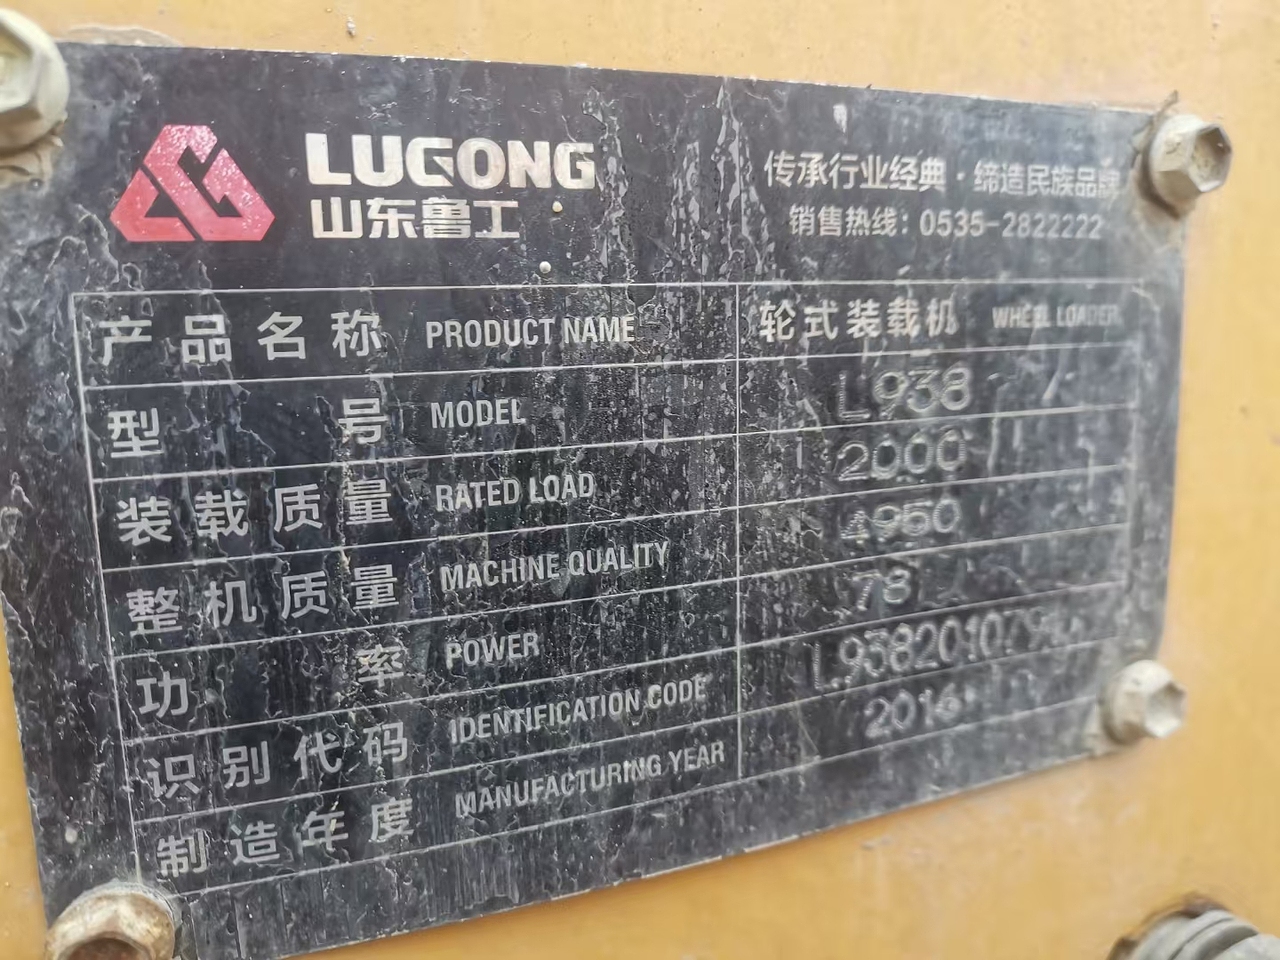 LUGONG
山东鲁工
传承行业经典·缔造民族品牌
销售热线：0535-2822222
产品名称 PRODUCT NAME 轮式装载机 WHEEL LOADER
型号 MODEL L938
装载质量 RATED LOAD 2000
整机质量 MACHINE QUALITY 4950
功率 POWER 78
识别代码 IDENTIFICATION CODE
制造年度 MANUFACTURING YEAR 2016